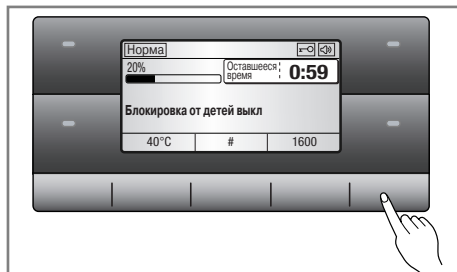 Норма
20%
Оставшееся время
0:59
Блокировка от детей выкл
40°C # 1600